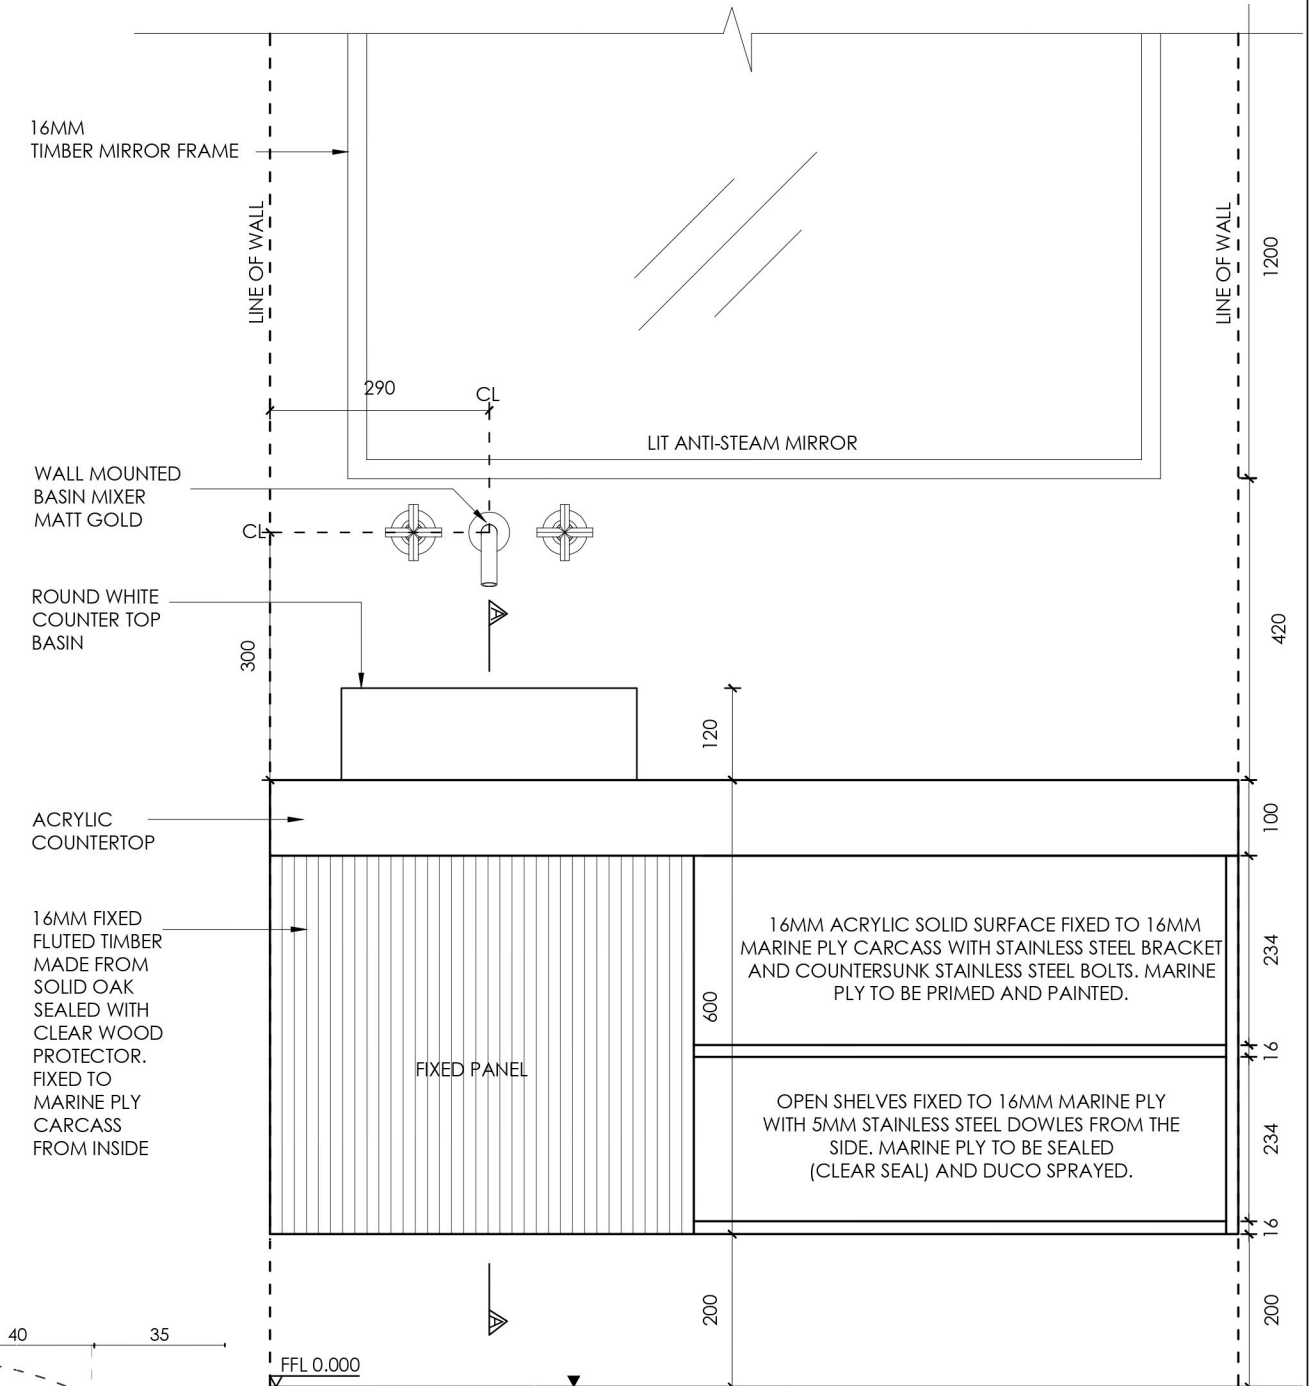 16MM
TIMBER MIRROR FRAME
LINE OF WALL
LINE OF WALL
1200
290
CL
LIT ANTI-STEAM MIRROR
WALL MOUNTED
BASIN MIXER
MATT GOLD
CL
ROUND WHITE
COUNTER TOP
BASIN
A
300
420
120
ACRYLIC
COUNTERTOP
100
16MM FIXED
FLUTED TIMBER
MADE FROM
SOLID OAK
SEALED WITH
CLEAR WOOD
PROTECTOR.
FIXED TO
MARINE PLY
CARCASS
FROM INSIDE
FIXED PANEL
600
16MM ACRYLIC SOLID SURFACE FIXED TO 16MM
MARINE PLY CARCASS WITH STAINLESS STEEL BRACKET
AND COUNTERSUNK STAINLESS STEEL BOLTS. MARINE
PLY TO BE PRIMED AND PAINTED.
234
16
OPEN SHELVES FIXED TO 16MM MARINE PLY
WITH 5MM STAINLESS STEEL DOWLES FROM THE
SIDE. MARINE PLY TO BE SEALED
(CLEAR SEAL) AND DUCO SPRAYED.
234
16
A
200
200
40
35
FFL 0.000